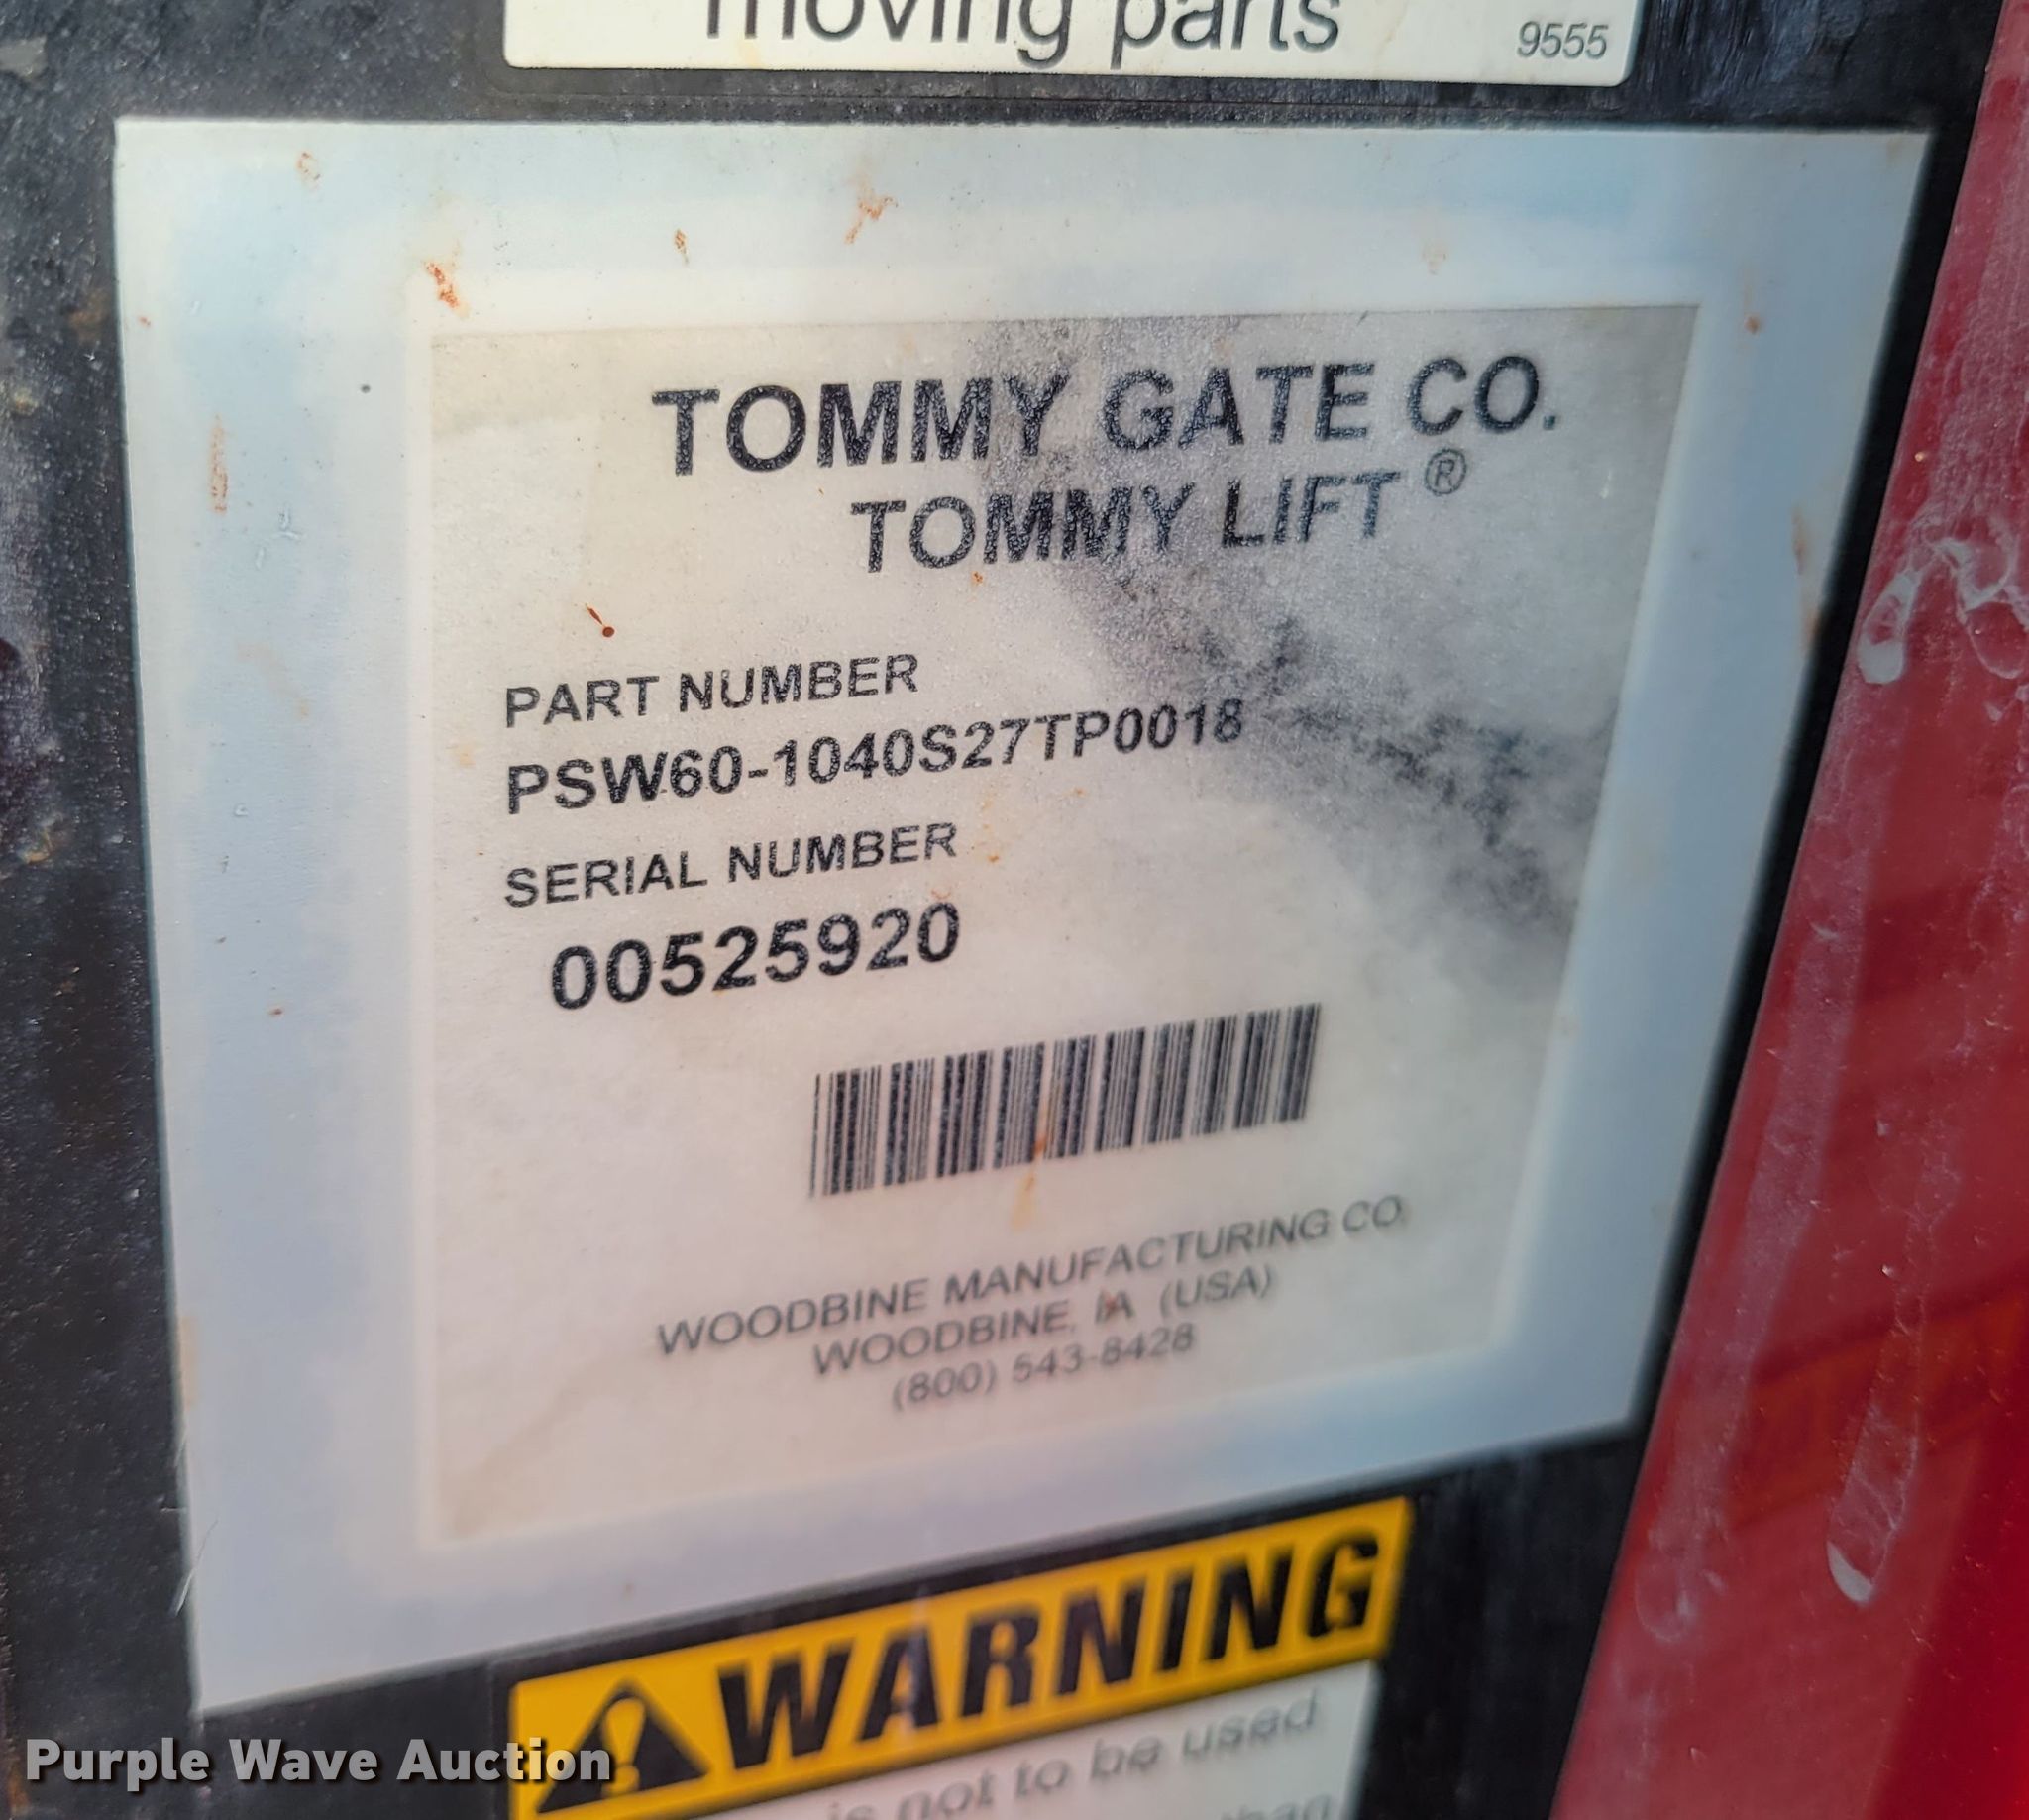 moving parts
9555
TOMMY GATE CO.
TOMMY LIFT ®
PART NUMBER
PSW60-1040S27TP0018
SERIAL NUMBER
00525920
WOODBINE MANUFACTURING CO.
WOODBINE, IA (USA)
(800) 543-8428
WARNING
is not to be used
than
Purple Wave Auction